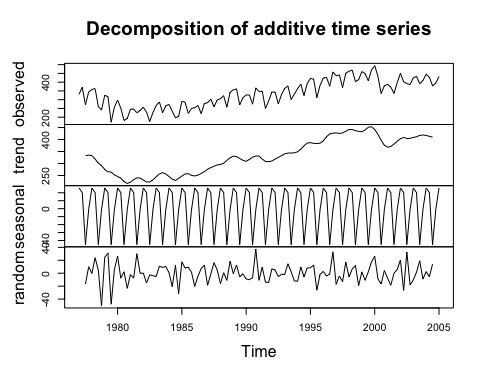 Decomposition of additive time series
observed
400
200
trend
400
250
seasonal
0
-40
random
40
0
-40
1980 1985 1990 1995 2000 2005
Time